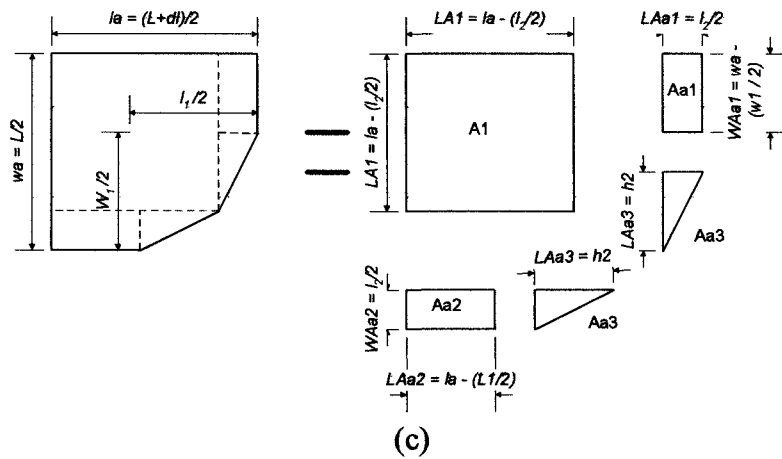 la = (L+dl)/2
wa = L/2
l₁/2
W₁/2
LA1 = la - (l₂/2)
LA1 = la - (l₂/2)
A1
LAa1 = l₂/2
Aa1
WAa1 = wa -
(w1/2)
LAa3 = h2
Aa3
WAa2 = l₂/2
Aa2
LAa3 = h2
Aa3
LAa2 = la - (L1/2)
(c)